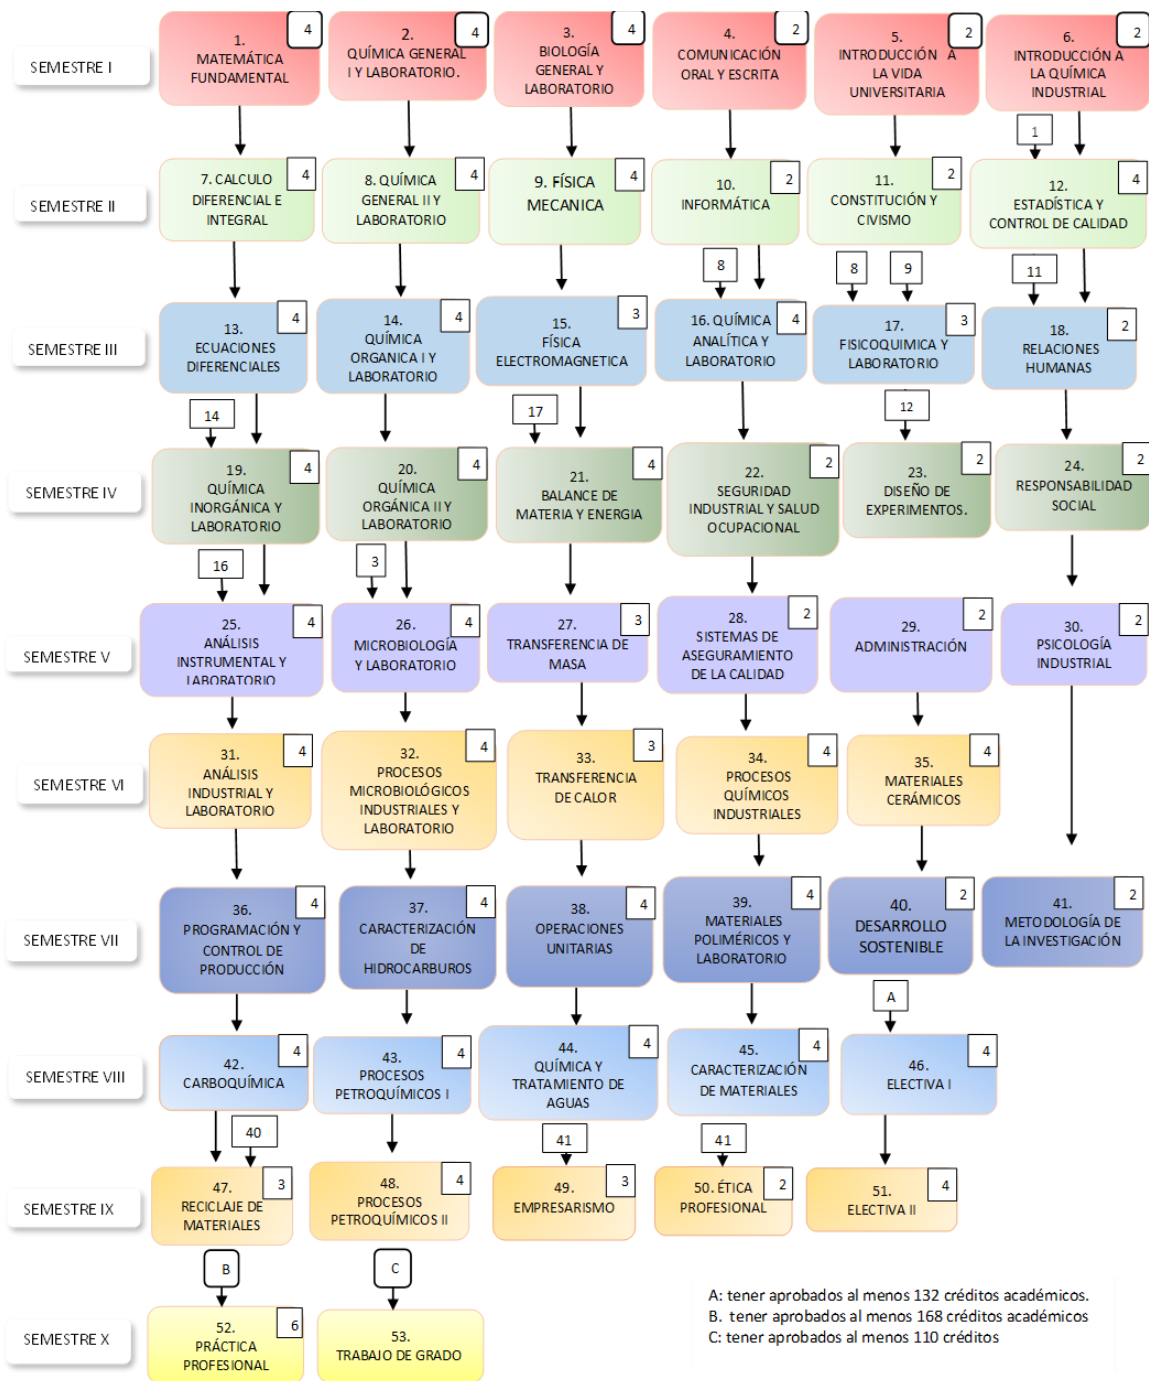 SEMESTRE I
1.
MATEMÁTICA
FUNDAMENTAL
4
2.
QUÍMICA GENERAL
I Y LABORATORIO.
4
3.
BIOLOGÍA
GENERAL Y
LABORATORIO
4
4.
COMUNICACIÓN
ORAL Y ESCRITA
2
5.
INTRODUCCIÓN A
LA VIDA
UNIVERSITARIA
2
6.
INTRODUCCIÓN A
LA QUÍMICA
INDUSTRIAL
2
1
SEMESTRE II
7. CALCULO
DIFERENCIAL E
INTEGRAL
4
8. QUÍMICA
GENERAL II Y
LABORATORIO
4
9. FÍSICA
MECANICA
4
10.
INFORMÁTICA
2
11.
CONSTITUCIÓN Y
CIVISMO
2
12.
ESTADÍSTICA Y
CONTROL DE CALIDAD
4
8
8
9
11
SEMESTRE III
13.
ECUACIONES
DIFERENCIALES
4
14.
QUÍMICA
ORGANICA I Y
LABORATORIO
4
15.
FÍSICA
ELECTROMAGNETICA
3
16. QUÍMICA
ANALÍTICA Y
LABORATORIO
4
17.
FISICOQUIMICA Y
LABORATORIO
3
18.
RELACIONES
HUMANAS
2
14
17
12
SEMESTRE IV
19.
QUÍMICA
INORGÁNICA Y
LABORATORIO
4
20.
QUÍMICA
ORGÁNICA II Y
LABORATORIO
4
21.
BALANCE DE
MATERIA Y ENERGIA
4
22.
SEGURIDAD
INDUSTRIAL Y SALUD
OCUPACIONAL
2
23.
DISEÑO DE
EXPERIMENTOS.
2
24.
RESPONSABILIDAD
SOCIAL
2
16
3
SEMESTRE V
25.
ANÁLISIS
INSTRUMENTAL Y
LABORATORIO
4
26.
MICROBIOLOGÍA
Y LABORATORIO
4
27.
TRANSFERENCIA DE
MASA
3
28.
SISTEMAS DE
ASEGURAMIENTO
DE LA CALIDAD
2
29.
ADMINISTRACIÓN
2
30.
PSICOLOGÍA
INDUSTRIAL
2
SEMESTRE VI
31.
ANÁLISIS
INDUSTRIAL Y
LABORATORIO
4
32.
PROCESOS
MICROBIOLÓGICOS
INDUSTRIALES Y
LABORATORIO
4
33.
TRANSFERENCIA
DE CALOR
3
34.
PROCESOS
QUÍMICOS
INDUSTRIALES
4
35.
MATERIALES
CERÁMICOS
4
SEMESTRE VII
36.
PROGRAMACIÓN Y
CONTROL DE
PRODUCCIÓN
4
37.
CARACTERIZACIÓN
DE
HIDROCARBUROS
4
38.
OPERACIONES
UNITARIAS
4
39.
MATERIALES
POLIMÉRICOS Y
LABORATORIO
4
40.
DESARROLLO
SOSTENIBLE
2
41.
METODOLOGÍA DE
LA INVESTIGACIÓN
2
A
SEMESTRE VIII
42.
CARBOQUÍMICA
4
43.
PROCESOS
PETROQUÍMICOS I
4
44.
QUÍMICA Y
TRATAMIENTO DE
AGUAS
4
45.
CARACTERIZACIÓN
DE MATERIALES
4
46.
ELECTIVA I
4
40
41
41
SEMESTRE IX
47.
RECICLAJE DE
MATERIALES
3
48.
PROCESOS
PETROQUÍMICOS II
4
49.
EMPRESARISMO
3
50. ÉTICA
PROFESIONAL
2
51.
ELECTIVA II
4
B
C
SEMESTRE X
52.
PRÁCTICA
PROFESIONAL
6
53.
TRABAJO DE GRADO
A: tener aprobados al menos 132 créditos académicos.
B. tener aprobados al menos 168 créditos académicos
C: tener aprobados al menos 110 créditos